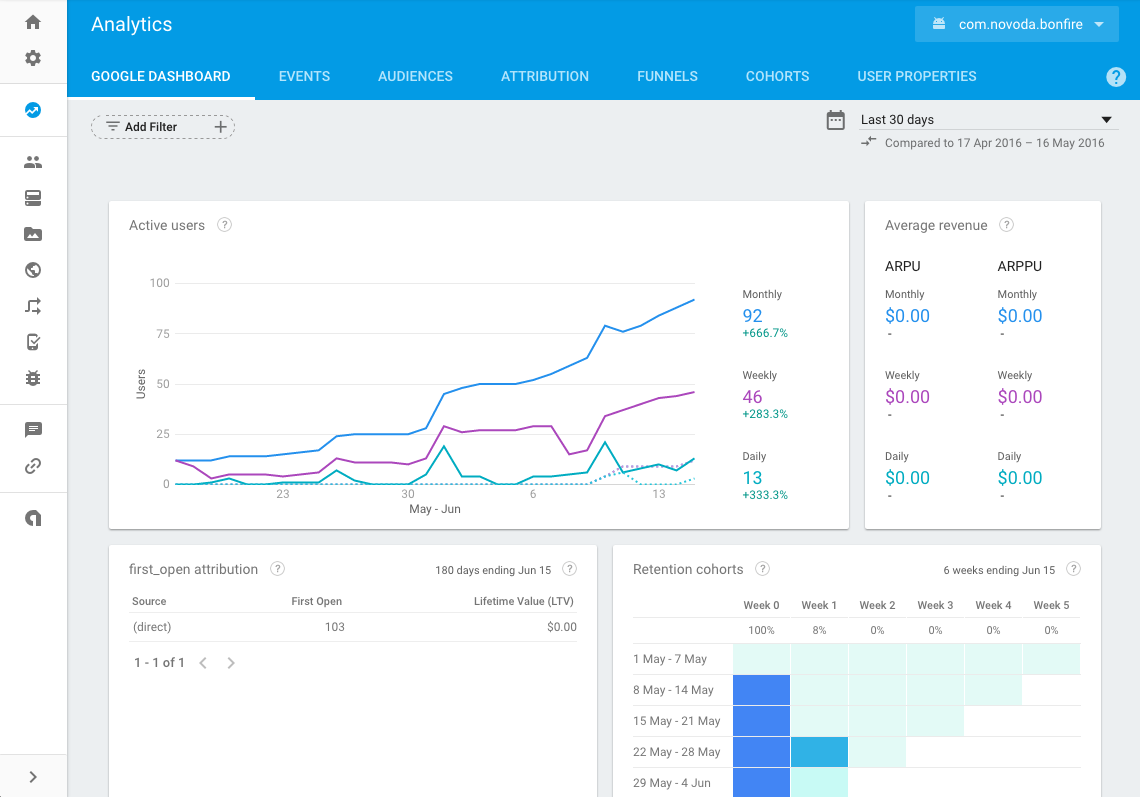 Analytics
com.novoda.bonfire
GOOGLE DASHBOARD EVENTS AUDIENCES ATTRIBUTION FUNNELS COHORTS USER PROPERTIES ?
Add Filter +
Last 30 days
Compared to 17 Apr 2016 – 16 May 2016
Active users ?
100
75
50
25
0
Users
23 30 6 13
May - Jun
Monthly
92
+666.7%
Weekly
46
+283.3%
Daily
13
+333.3%
Average revenue ?
ARPU ARPPU
Monthly Monthly
$0.00 $0.00
- -
Weekly Weekly
$0.00 $0.00
- -
Daily Daily
$0.00 $0.00
- -
first_open attribution ? 180 days ending Jun 15 ?
Source First Open Lifetime Value (LTV)
(direct) 103 $0.00
1 - 1 of 1
Retention cohorts ? 6 weeks ending Jun 15 ?
Week 0 Week 1 Week 2 Week 3 Week 4 Week 5
100% 8% 0% 0% 0% 0%
1 May - 7 May
8 May - 14 May
15 May - 21 May
22 May - 28 May
29 May - 4 Jun